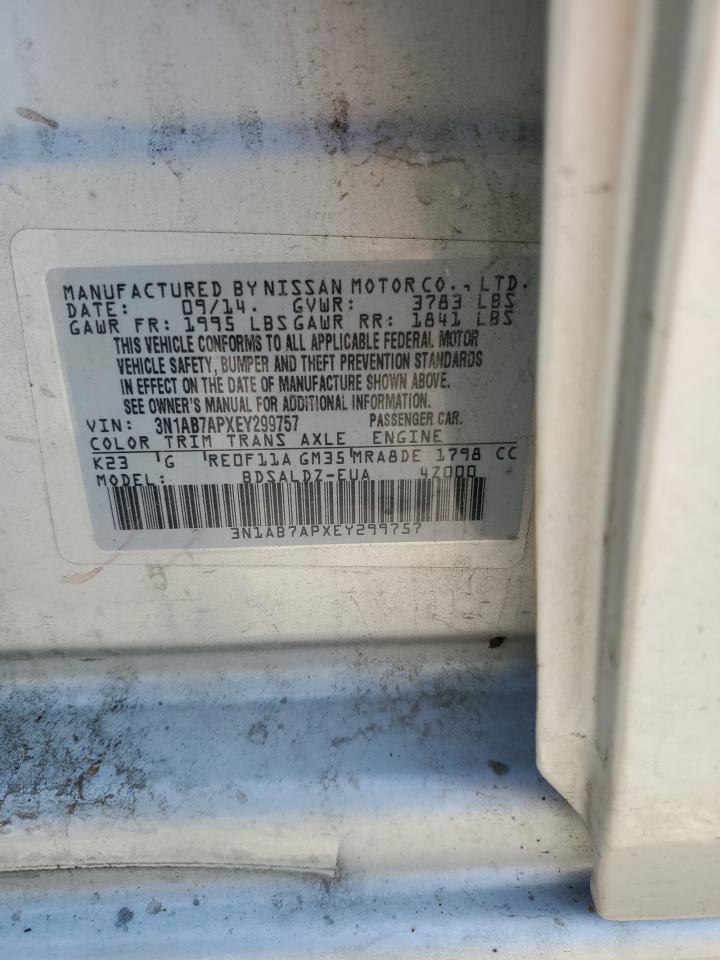 MANUFACTURED BY NISSAN MOTOR CO., LTD.
DATE: 09/14. GVWR: 3783 LBS
GAWR FR: 1995 LBS GAWR RR: 1841 LBS
THIS VEHICLE CONFORMS TO ALL APPLICABLE FEDERAL MOTOR
VEHICLE SAFETY, BUMPER AND THEFT PREVENTION STANDARDS
IN EFFECT ON THE DATE OF MANUFACTURE SHOWN ABOVE.
SEE OWNER'S MANUAL FOR ADDITIONAL INFORMATION.
VIN: 3N1AB7APXEY299757 PASSENGER CAR.
COLOR TRIM TRANS AXLE ENGINE
K23 G RE0F11A GM35 MRA8DE 1798 CC
MODEL: BDSALDZ-EUA 4Z000
3N1AB7APXEY299757